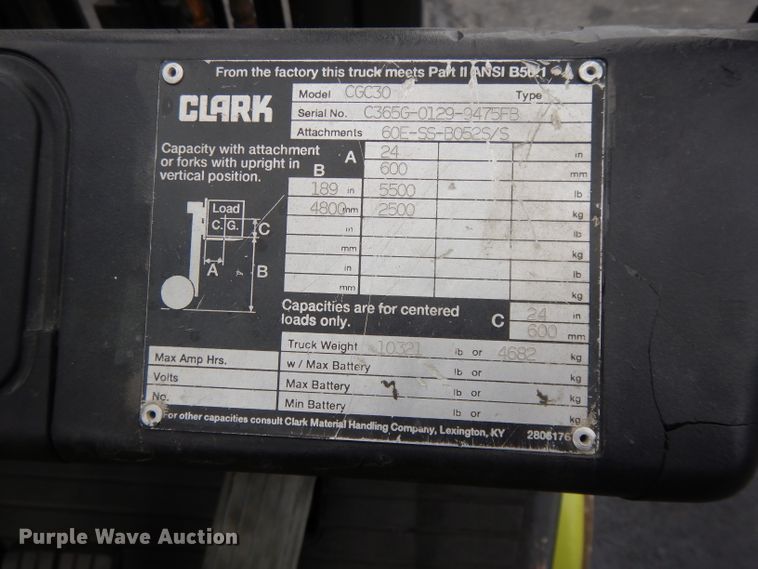 From the factory this truck meets Part II ANSI B56.1
CLARK
Model CGC30 Type
Serial No. C365G-0129-9475FB
Attachments 60E-SS-B052S/S
Capacity with attachment
or forks with upright in
vertical position.
B A 24 in
600 mm
189 in 5500 lb
4800 mm 2500 kg
in lb
mm kg
in lb
mm kg
Load
C. G. C
A B
Capacities are for centered
loads only.
C 24 in
600 mm
Truck Weight 10321 lb or 4682 kg
Max Amp Hrs. w / Max Battery lb or kg
Volts Max Battery lb or kg
No. Min Battery lb or kg
For other capacities consult Clark Material Handling Company, Lexington, KY 2806176
Purple Wave Auction